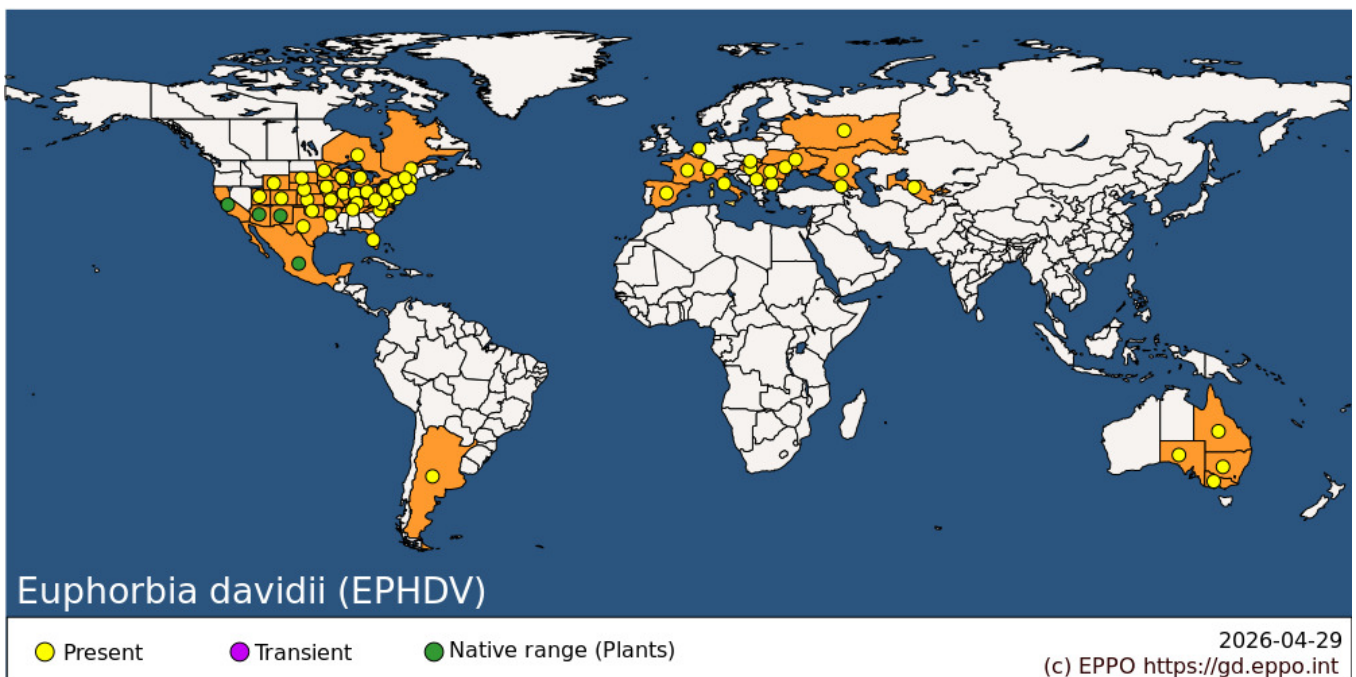 Euphorbia davidii (EPHDV)
Present
Transient
Native range (Plants)
2026-04-29
(c) EPPO https://gd.eppo.int